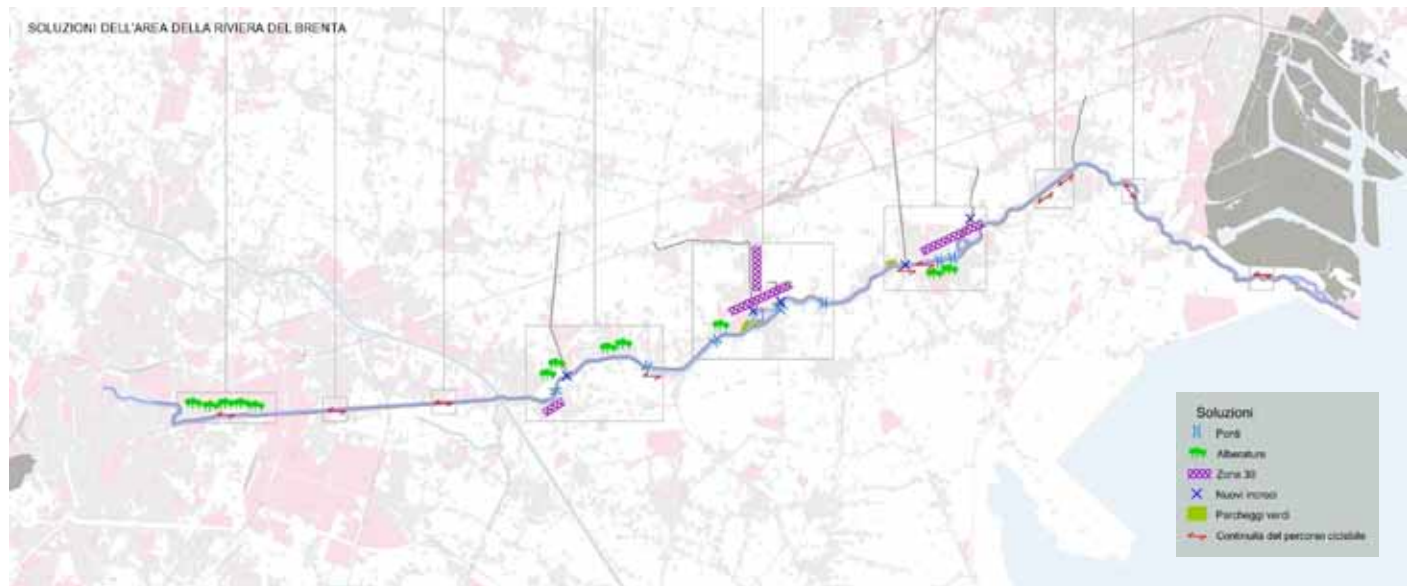 SOLUZIONI DELL'AREA DELLA RIVIERA DEL BRENTA
Soluzioni
Ponti
Alberature
Zone 30
Nuovi incroci
Parcheggi verdi
Continuità del percorso ciclabile